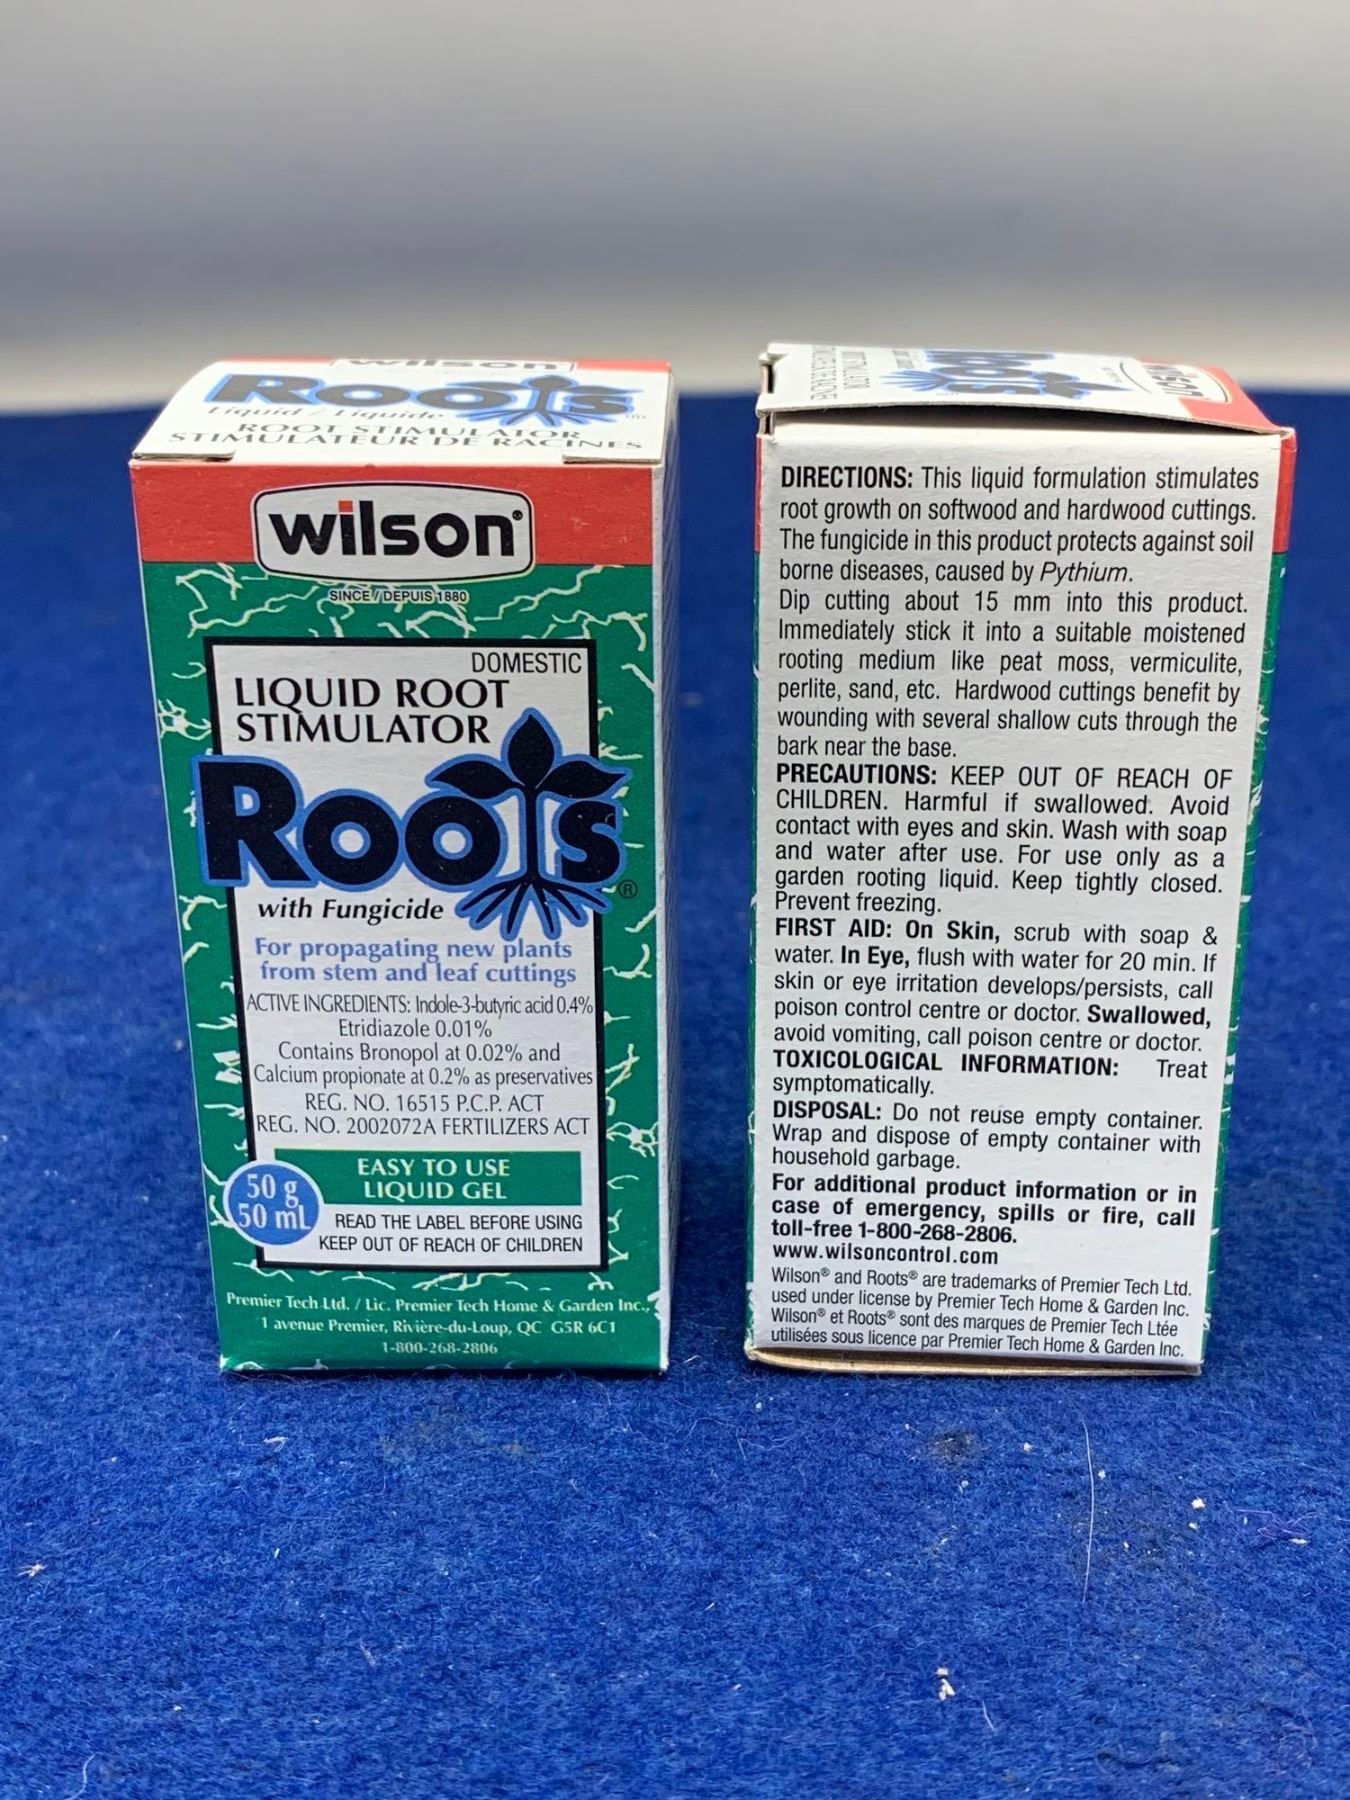 wilson
Roots
Liquid / Liquide
ROOT STIMULATOR
STIMULATEUR DE RACINES
wilson®
SINCE / DEPUIS 1880
DOMESTIC
LIQUID ROOT
STIMULATOR
Roots®
with Fungicide
For propagating new plants
from stem and leaf cuttings
ACTIVE INGREDIENTS: Indole-3-butyric acid 0.4%
Etridiazole 0.01%
Contains Bronopol at 0.02% and
Calcium propionate at 0.2% as preservatives
REG. NO. 16515 P.C.P. ACT
REG. NO. 2002072A FERTILIZERS ACT
EASY TO USE
LIQUID GEL
50 g
50 mL
READ THE LABEL BEFORE USING
KEEP OUT OF REACH OF CHILDREN
Premier Tech Ltd. / Lic. Premier Tech Home & Garden Inc.,
1 avenue Premier, Rivière-du-Loup, QC G5R 6C1
1-800-268-2806
wilson
Roots
ROOT STIMULATOR
DIRECTIONS: This liquid formulation stimulates
root growth on softwood and hardwood cuttings.
The fungicide in this product protects against soil
borne diseases, caused by Pythium.
Dip cutting about 15 mm into this product.
Immediately stick it into a suitable moistened
rooting medium like peat moss, vermiculite,
perlite, sand, etc. Hardwood cuttings benefit by
wounding with several shallow cuts through the
bark near the base.
PRECAUTIONS: KEEP OUT OF REACH OF
CHILDREN. Harmful if swallowed. Avoid
contact with eyes and skin. Wash with soap
and water after use. For use only as a
garden rooting liquid. Keep tightly closed.
Prevent freezing.
FIRST AID: On Skin, scrub with soap &
water. In Eye, flush with water for 20 min. If
skin or eye irritation develops/persists, call
poison control centre or doctor. Swallowed,
avoid vomiting, call poison centre or doctor.
TOXICOLOGICAL INFORMATION: Treat
symptomatically.
DISPOSAL: Do not reuse empty container.
Wrap and dispose of empty container with
household garbage.
For additional product information or in
case of emergency, spills or fire, call
toll-free 1-800-268-2806.
www.wilsoncontrol.com
Wilson® and Roots® are trademarks of Premier Tech Ltd.
used under license by Premier Tech Home & Garden Inc.
Wilson® et Roots® sont des marques de Premier Tech Ltée
utilisées sous licence par Premier Tech Home & Garden Inc.